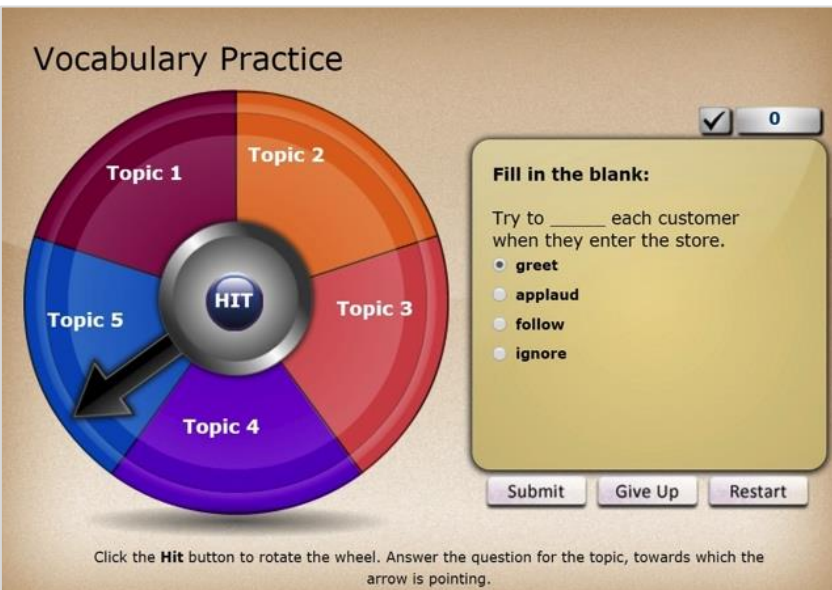 Vocabulary Practice
Topic 1
Topic 2
Topic 3
Topic 4
Topic 5
HIT
0
Fill in the blank:
Try to _____ each customer
when they enter the store.
greet
applaud
follow
ignore
Submit
Give Up
Restart
Click the Hit button to rotate the wheel. Answer the question for the topic, towards which the
arrow is pointing.